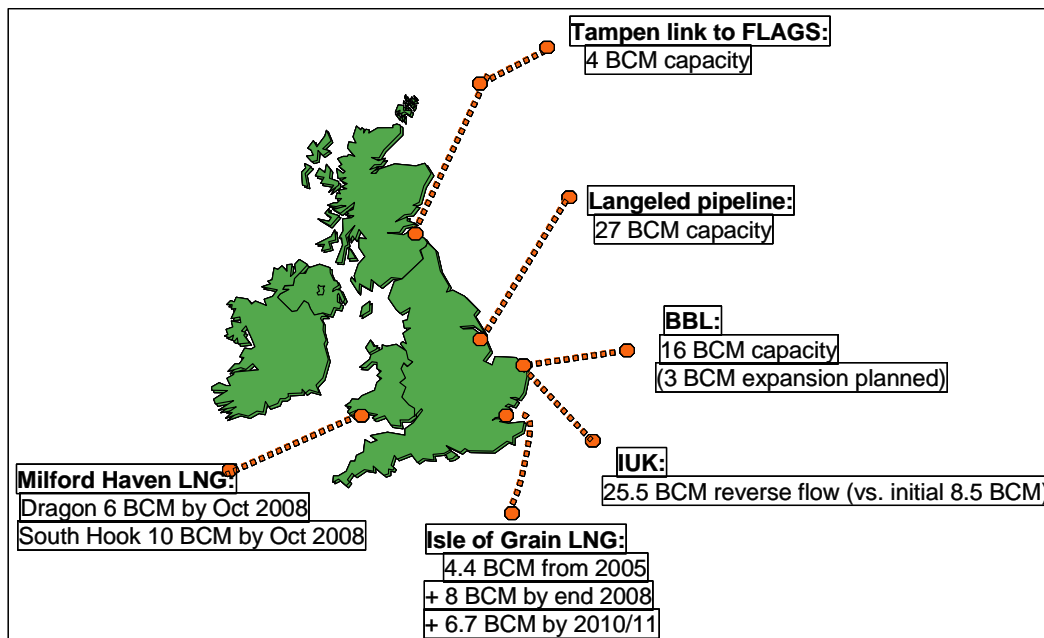 Tampen link to FLAGS:
4 BCM capacity
Langeled pipeline:
27 BCM capacity
BBL:
16 BCM capacity
(3 BCM expansion planned)
IUK:
25.5 BCM reverse flow (vs. initial 8.5 BCM)
Milford Haven LNG:
Dragon 6 BCM by Oct 2008
South Hook 10 BCM by Oct 2008
Isle of Grain LNG:
4.4 BCM from 2005
+ 8 BCM by end 2008
+ 6.7 BCM by 2010/11